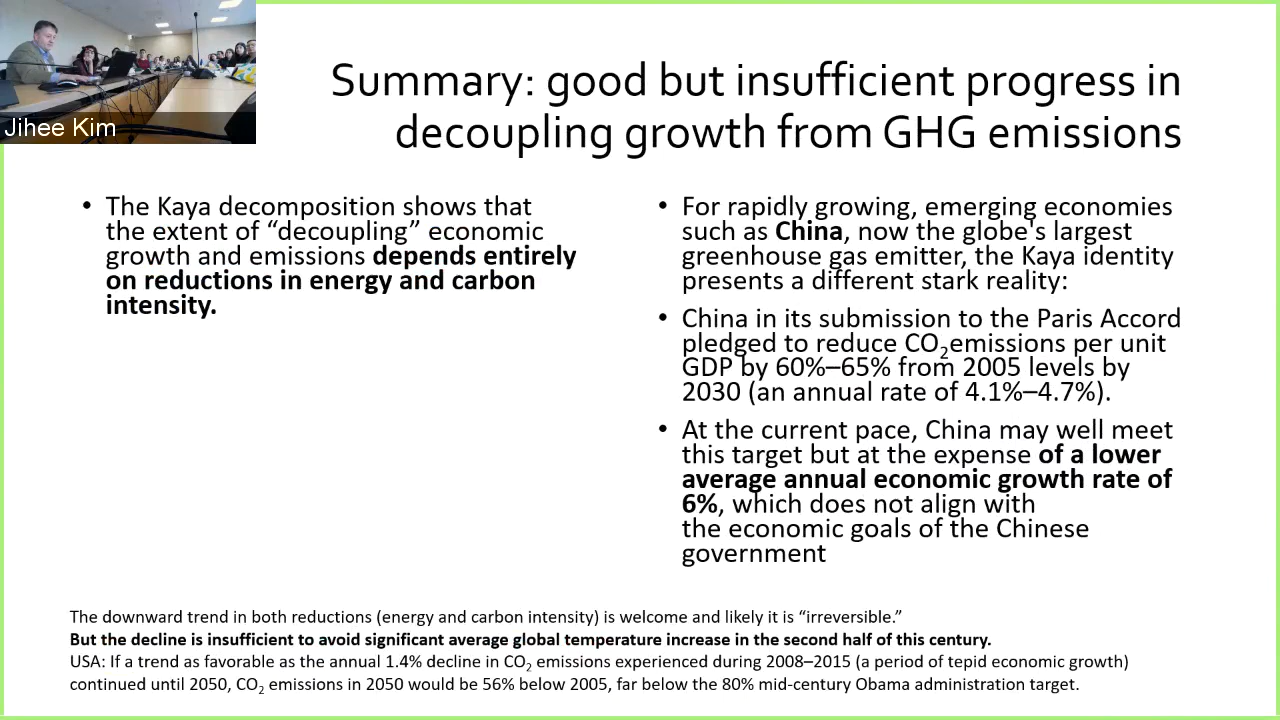 Jihee Kim
Summary: good but insufficient progress in
decoupling growth from GHG emissions
• The Kaya decomposition shows that
the extent of “decoupling” economic
growth and emissions depends entirely
on reductions in energy and carbon
intensity.
• For rapidly growing, emerging economies
such as China, now the globe's largest
greenhouse gas emitter, the Kaya identity
presents a different stark reality:
• China in its submission to the Paris Accord
pledged to reduce CO₂emissions per unit
GDP by 60%–65% from 2005 levels by
2030 (an annual rate of 4.1%–4.7%).
• At the current pace, China may well meet
this target but at the expense of a lower
average annual economic growth rate of
6%, which does not align with
the economic goals of the Chinese
government
The downward trend in both reductions (energy and carbon intensity) is welcome and likely it is “irreversible.”
But the decline is insufficient to avoid significant average global temperature increase in the second half of this century.
USA: If a trend as favorable as the annual 1.4% decline in CO₂ emissions experienced during 2008–2015 (a period of tepid economic growth)
continued until 2050, CO₂ emissions in 2050 would be 56% below 2005, far below the 80% mid-century Obama administration target.